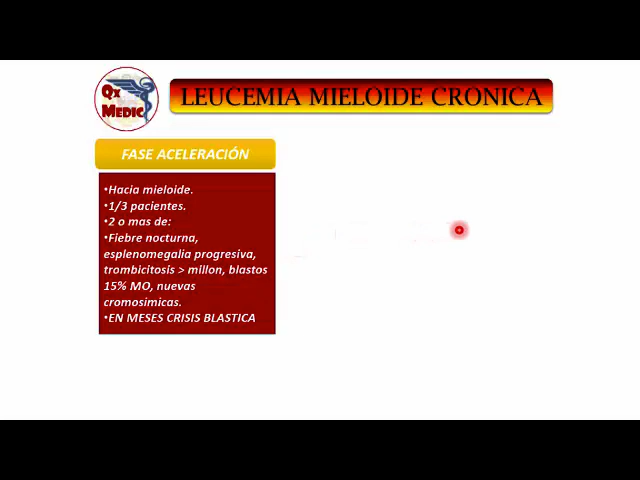 Qx
MEDIC
LEUCEMIA MIELOIDE CRONICA
FASE ACELERACIÓN
•Hacia mieloide.
•1/3 pacientes.
•2 o mas de:
•Fiebre nocturna,
esplenomegalia progresiva,
trombicitosis > millon, blastos
15% MO, nuevas
cromosimicas.
•EN MESES CRISIS BLASTICA